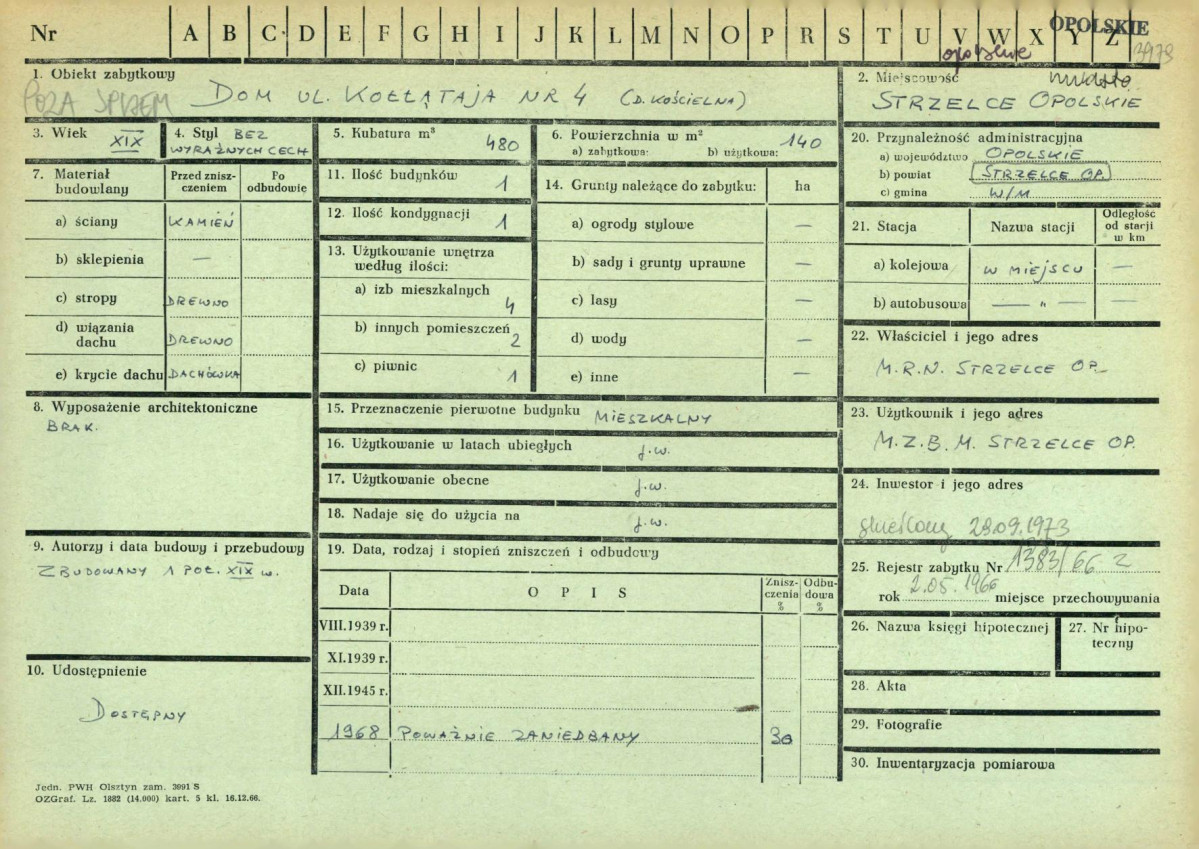 Nr A B C D E F G H I J K L M N O P R S T U V W X Y Z
OPOLSKIE
opolskie
3973
1. Obiekt zabytkowy
DOM UL. KOŁŁĄTAJA NR 4 (D. KOŚCIELNA)
POZA
2. Miejscowość
miasto
STRZELCE OPOLSKIE
3. Wiek XIX
4. Styl BEZ
WYRAŹNYCH CECH
5. Kubatura m³ 480
6. Powierzchnia w m² 140
a) zabytkowa: b) użytkowa:
20. Przynależność administracyjna
a) województwo OPOLSKIE
b) powiat STRZELCE OP.
c) gmina W/M
7. Materiał
budowlany
Przed znisz-
czeniem
Po
odbudowie
a) ściany KAMIEŃ
b) sklepienia —
c) stropy DREWNO
d) wiązania
dachu DREWNO
e) krycie dachu DACHÓWKA
11. Ilość budynków 1
12. Ilość kondygnacji 1
13. Użytkowanie wnętrza
według ilości:
a) izb mieszkalnych 4
b) innych pomieszczeń 2
c) piwnic 1
14. Grunty należące do zabytku: ha
a) ogrody stylowe —
b) sady i grunty uprawne —
c) lasy —
d) wody —
e) inne —
21. Stacja
Nazwa stacji
Odległość
od stacji
w km
a) kolejowa W MIEJSCU —
b) autobusowa — „ — —
22. Właściciel i jego adres
M.R.N. STRZELCE OP.
8. Wyposażenie architektoniczne
BRAK.
15. Przeznaczenie pierwotne budynku MIESZKALNY
16. Użytkowanie w latach ubiegłych j.w.
17. Użytkowanie obecne j.w.
18. Nadaje się do użycia na j.w.
23. Użytkownik i jego adres
M.Z.B.M. STRZELCE OP.
24. Inwestor i jego adres
skreślony 28.09.1973
9. Autorzy i data budowy i przebudowy
ZBUDOWANY 1 POŁ. XIX w.
19. Data, rodzaj i stopień zniszczeń i odbudowy
Data
O P I S
Znisz-
czenia
%
Odbu-
dowa
%
VIII.1939 r.
XI.1939 r.
XII.1945 r.
1968 POWAŻNIE ZANIEDBANY 30
25. Rejestr zabytku Nr 1383/66
rok 2.05.1966 miejsce przechowywania
26. Nazwa księgi hipotecznej
27. Nr hipo-
teczny
10. Udostępnienie
DOSTĘPNY
28. Akta
29. Fotografie
30. Inwentaryzacja pomiarowa
Jedn. PWH Olsztyn zam. 3091 S
OZGraf. Lz. 1882 (14.000) kart. 5 kl. 16.12.66.